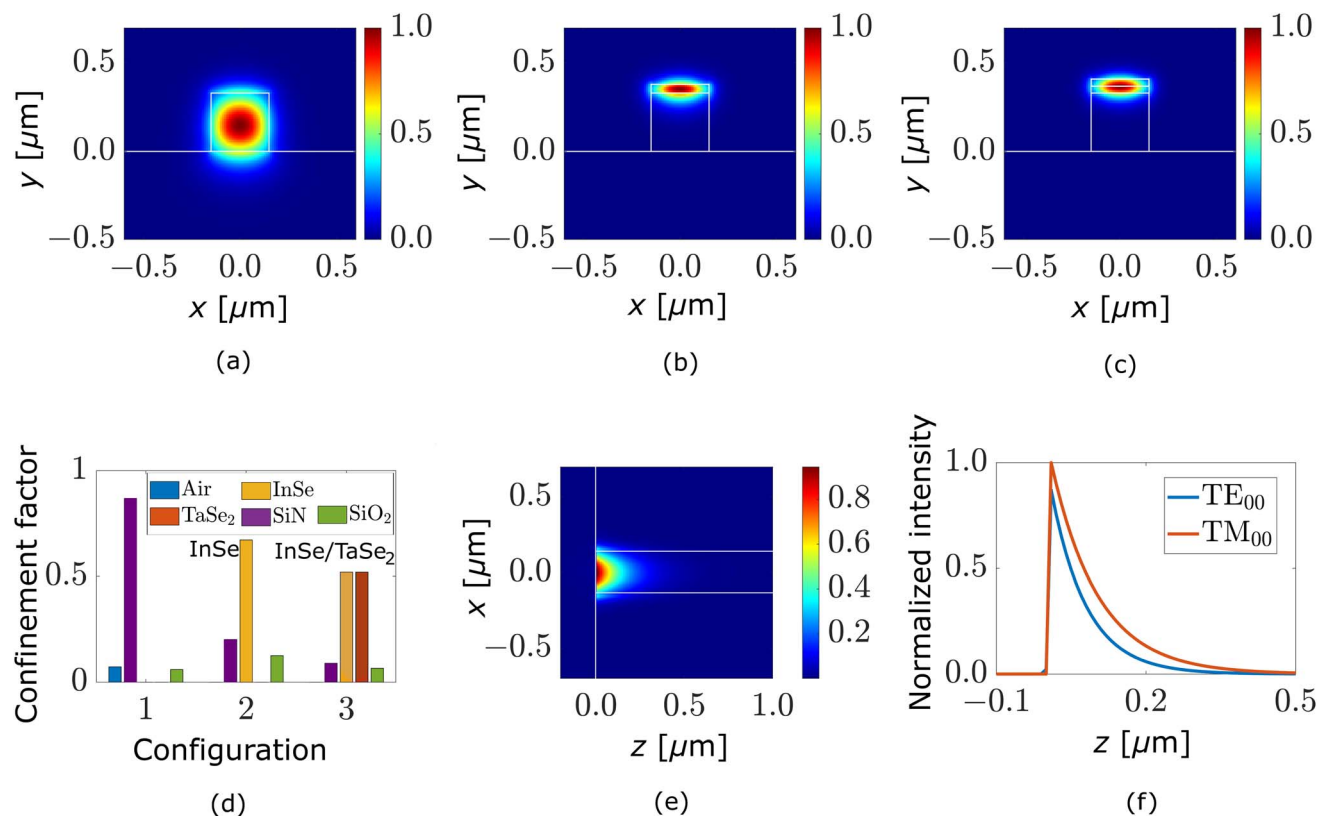 1.0
0.5
0.0
0.5
0.0
−0.5
−0.5 0.0 0.5
y [μm]
x [μm]
(a)
1.0
0.5
0.0
0.5
0.0
−0.5
−0.5 0.0 0.5
y [μm]
x [μm]
(b)
1.0
0.5
0.0
0.5
0.0
−0.5
−0.5 0.0 0.5
y [μm]
x [μm]
(c)
Confinement factor
1
0.5
0
Air InSe
TaSe₂ SiN SiO₂
InSe InSe/TaSe₂
1 2 3
Configuration
(d)
x [μm]
0.5
0.0
−0.5
0.8
0.6
0.4
0.2
0.0 0.5 1.0
z [μm]
(e)
Normalized intensity
1.0
0.5
0.0
TE₀₀
TM₀₀
−0.1 0.2 0.5
z [μm]
(f)